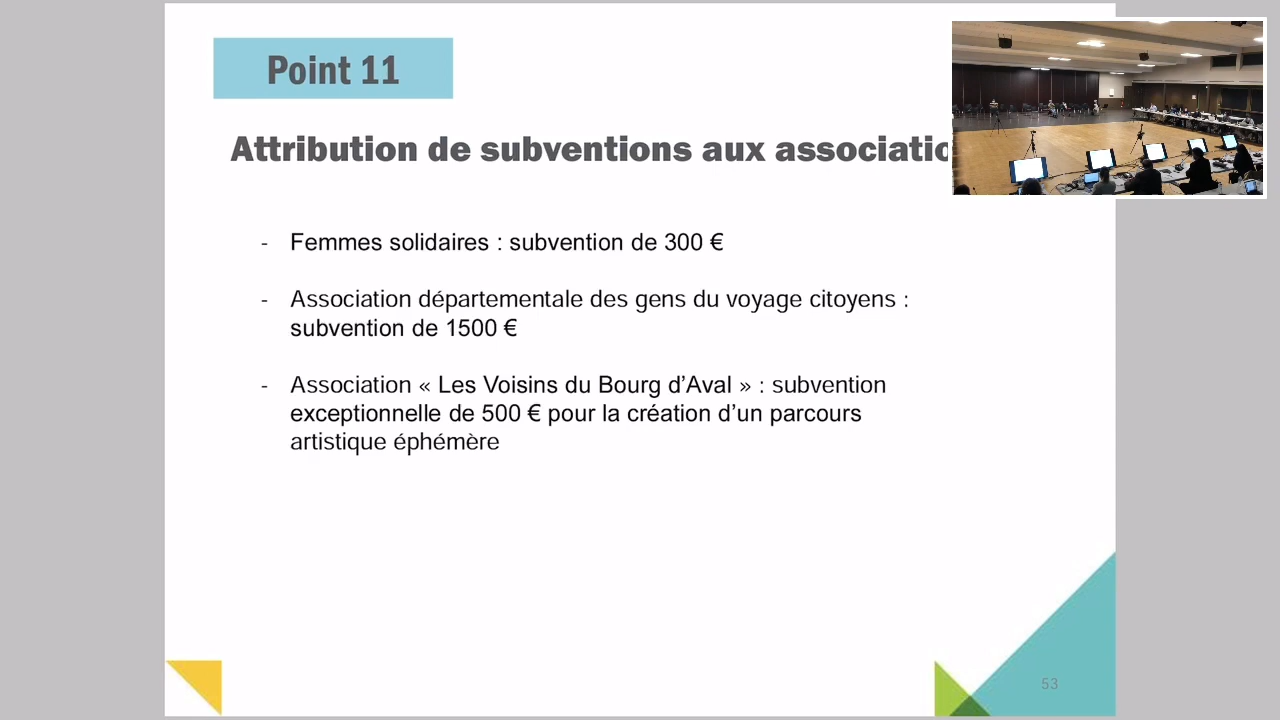 Point 11
Attribution de subventions aux associatio
- Femmes solidaires : subvention de 300 €
- Association départementale des gens du voyage citoyens :
subvention de 1500 €
- Association « Les Voisins du Bourg d’Aval » : subvention
exceptionnelle de 500 € pour la création d’un parcours
artistique éphémère
53